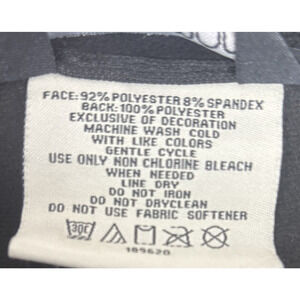 FACE: 92% POLYESTER 8% SPANDEX
BACK: 100% POLYESTER
EXCLUSIVE OF DECORATION
MACHINE WASH COLD
WITH LIKE COLORS
GENTLE CYCLE
USE ONLY NON CHLORINE BLEACH
WHEN NEEDED
LINE DRY
DO NOT IRON
DO NOT DRYCLEAN
DO NOT USE FABRIC SOFTENER
30C